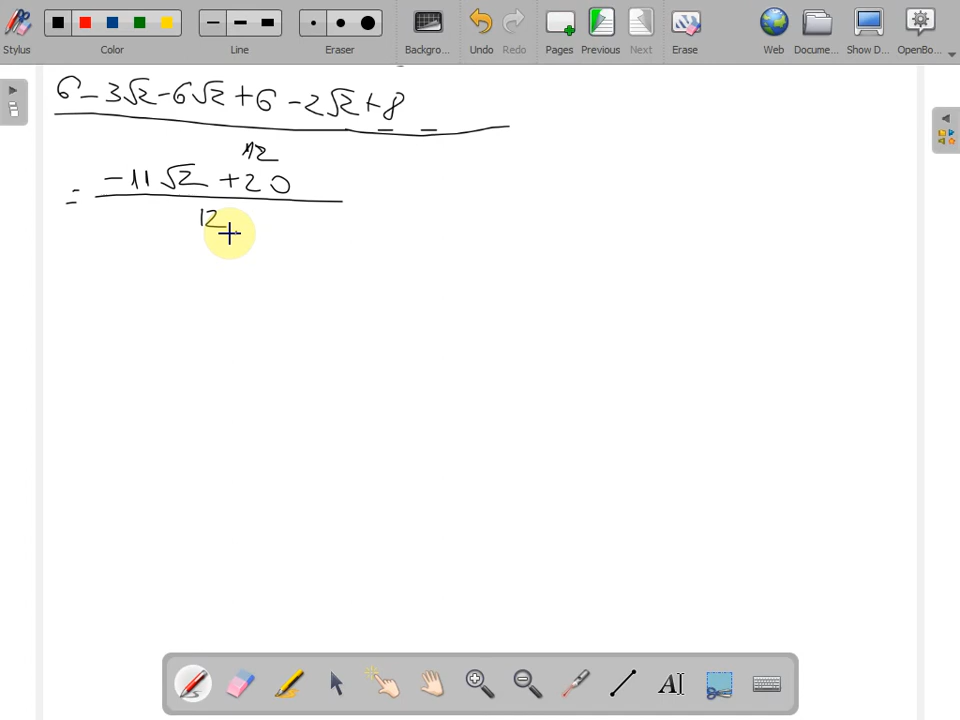 Stylus
Color
Line
Eraser
Backgro...
Undo
Redo
Pages
Previous
Next
Erase
Web
Docume...
Show D...
OpenBo...
6 - 3√2 - 6√2 + 6 - 2√2 + 8
12
= -11√2 + 20
12